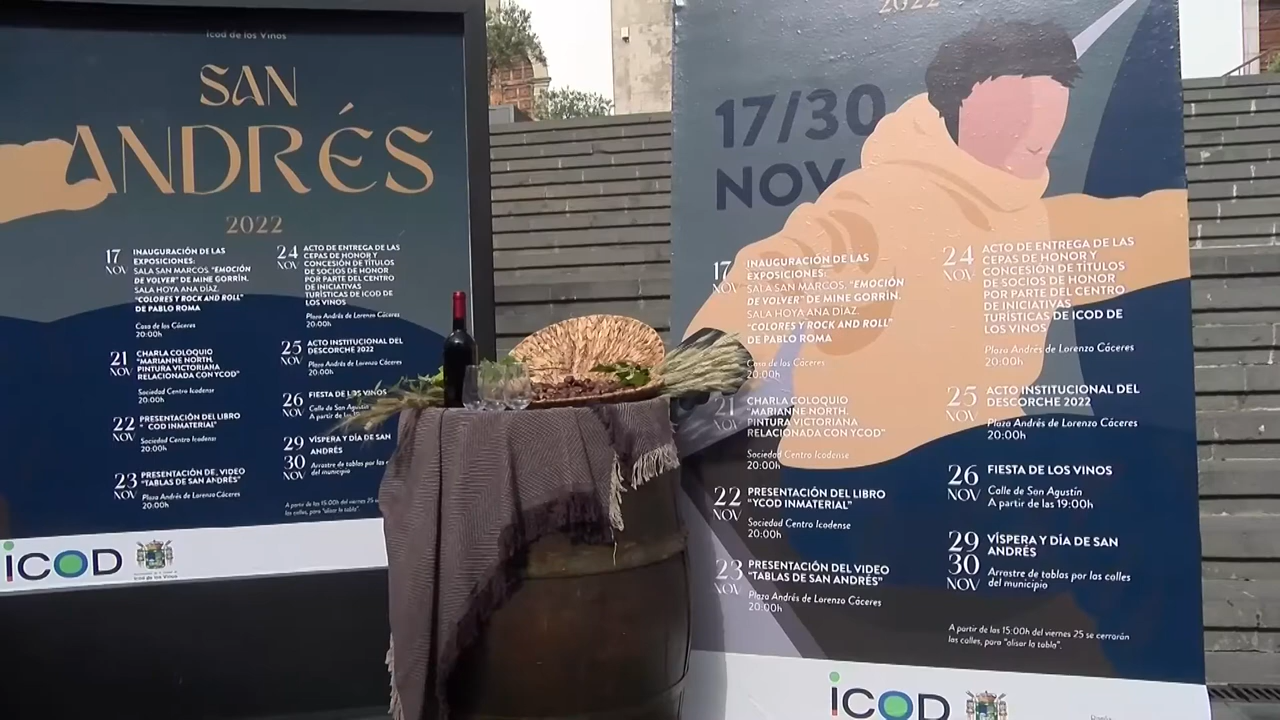 Icod de los Vinos
SAN
ANDRÉS
2022
17
NOV
INAUGURACIÓN DE LAS
EXPOSICIONES:
SALA SAN MARCOS. "EMOCIÓN
DE VOLVER" DE MINE GORRÍN.
SALA HOYA ANA DÍAZ.
"COLORES Y ROCK AND ROLL"
DE PABLO ROMA
Casa de los Cáceres
20:00h
21
NOV
CHARLA COLOQUIO
"MARIANNE NORTH.
PINTURA VICTORIANA
RELACIONADA CON YCOD"
Sociedad Centro Icodense
20:00h
22
NOV
PRESENTACIÓN DEL LIBRO
" COD INMATERIAL"
Sociedad Centro Icodense
20:00h
23
NOV
PRESENTACIÓN DE, VIDEO
"TABLAS DE SAN ANDRÉS"
Plaza Andrés de Lorenzo Cáceres
20:00h
24
NOV
ACTO DE ENTREGA DE LAS
CEPAS DE HONOR Y
CONCESIÓN DE TÍTULOS
DE SOCIOS DE HONOR
POR PARTE DEL CENTRO
DE INICIATIVAS
TURÍSTICAS DE ICOD DE
LOS VINOS
Plaza Andrés de Lorenzo Cáceres
20:00h
25
NOV
ACTO INSTITUCIONAL DEL
DESCORCHE 2022
Plaza Andrés de Lorenzo Cáceres
20:00h
26
NOV
FIESTA DE LOS VINOS
Calle de San Agustín
A partir de las
29
30
NOV
VÍSPERA Y DÍA DE SAN
ANDRÉS
Arrastre de tablas por las
del municipio
A partir de las 15:00h del viernes 25 se
las calles, para "alisar la tabla".
iCOD
Icod de los Vinos
2022
17/30
NOV
17
NOV
INAUGURACIÓN DE LAS
EXPOSICIONES:
SALA SAN MARCOS. "EMOCIÓN
DE VOLVER" DE MINE GORRÍN.
SALA HOYA ANA DÍAZ.
"COLORES Y ROCK AND ROLL"
DE PABLO ROMA
Casa de los Cáceres
20:00h
21
NOV
CHARLA COLOQUIO
"MARIANNE NORTH.
PINTURA VICTORIANA
RELACIONADA CON YCOD"
Sociedad Centro Icodense
20:00h
22
NOV
PRESENTACIÓN DEL LIBRO
"YCOD INMATERIAL"
Sociedad Centro Icodense
20:00h
23
NOV
PRESENTACIÓN DEL VIDEO
"TABLAS DE SAN ANDRÉS"
Plaza Andrés de Lorenzo Cáceres
20:00h
24
NOV
ACTO DE ENTREGA DE LAS
CEPAS DE HONOR Y
CONCESIÓN DE TÍTULOS
DE SOCIOS DE HONOR
POR PARTE DEL CENTRO
DE INICIATIVAS
TURÍSTICAS DE ICOD DE
LOS VINOS
Plaza Andrés de Lorenzo Cáceres
20:00h
25
NOV
ACTO INSTITUCIONAL DEL
DESCORCHE 2022
Plaza Andrés de Lorenzo Cáceres
20:00h
26
NOV
FIESTA DE LOS VINOS
Calle de San Agustín
A partir de las 19:00h
29
30
NOV
VÍSPERA Y DÍA DE SAN
ANDRÉS
Arrastre de tablas por las calles
del municipio
A partir de las 15:00h del viernes 25 se cerrarán
las calles, para "alisar la tabla".
iCOD